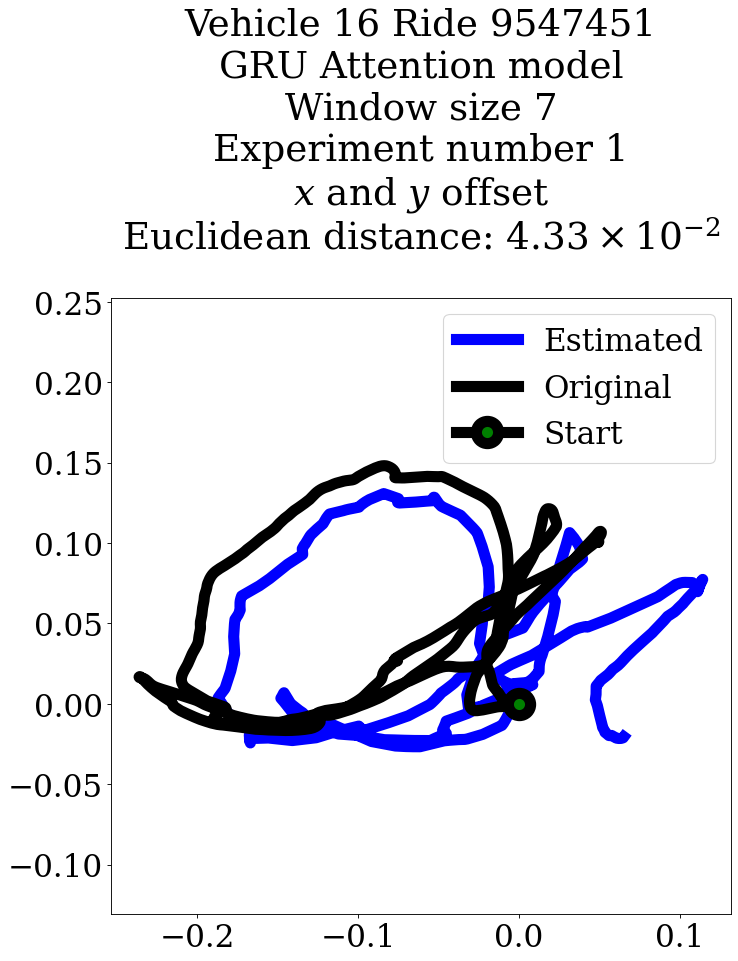 Vehicle 16 Ride 9547451
GRU Attention model
Window size 7
Experiment number 1
x and y offset
Euclidean distance: 4.33 × 10⁻²
0.25
0.20
0.15
0.10
0.05
0.00
−0.05
−0.10
Estimated
Original
Start
−0.2
−0.1
0.0
0.1